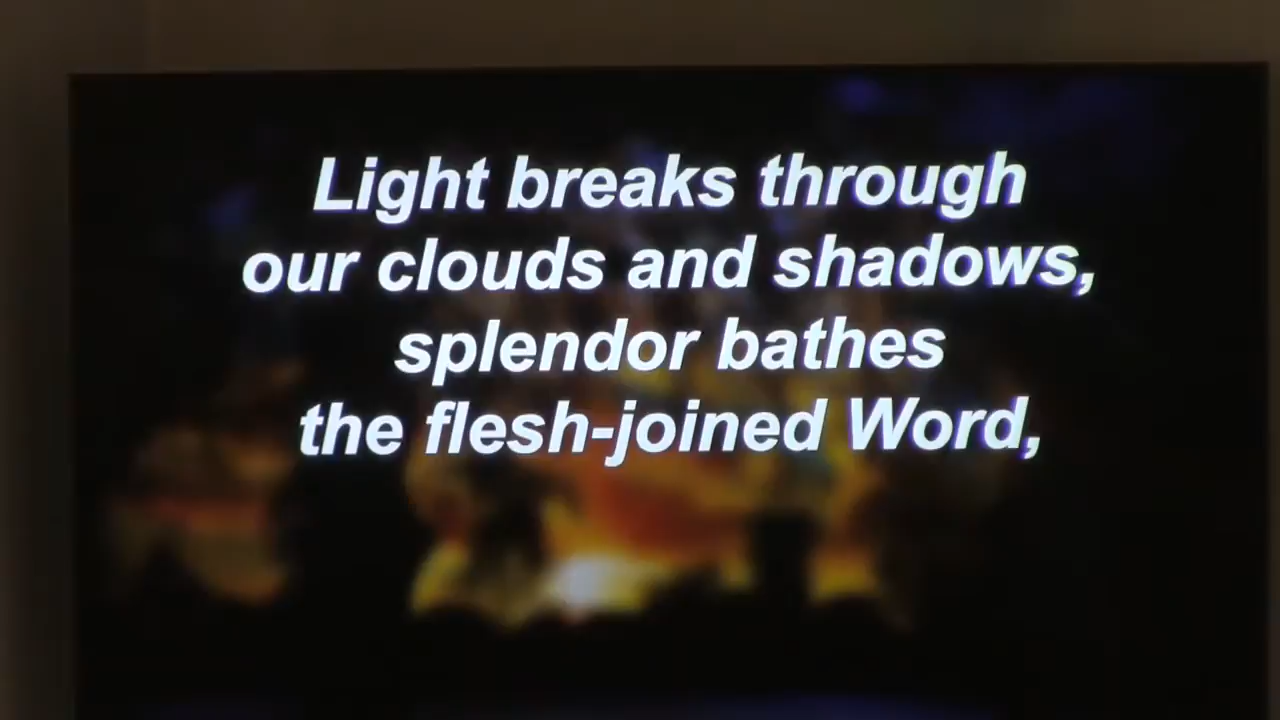 Light breaks through
our clouds and shadows,
splendor bathes
the flesh-joined Word,